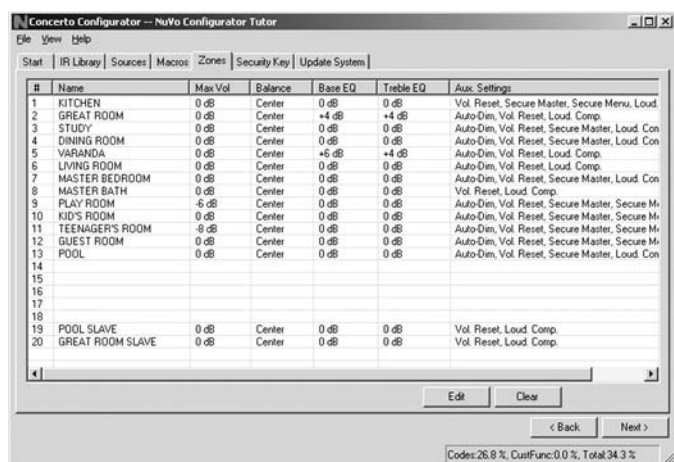 Concerto Configurator -- NuVo Configurator Tutor
File View Help
Start IR Library Sources Macros Zones Security Key Update System
# Name Max Vol Balance Base EQ Treble EQ Aux. Settings
1 KITCHEN 0 dB Center 0 dB 0 dB Vol. Reset, Secure Master, Secure Menu, Loud.
2 GREAT ROOM 0 dB Center +4 dB +4 dB Auto-Dim, Vol. Reset, Loud. Comp.
3 STUDY 0 dB Center 0 dB 0 dB Auto-Dim, Vol. Reset, Secure Master, Loud. Con
4 DINING ROOM 0 dB Center 0 dB 0 dB Auto-Dim, Vol. Reset, Secure Master, Loud. Con
5 VARANDA 0 dB Center +6 dB +4 dB Auto-Dim, Vol. Reset, Loud. Comp.
6 LIVING ROOM 0 dB Center 0 dB 0 dB Auto-Dim, Vol. Reset, Loud. Comp.
7 MASTER BEDROOM 0 dB Center 0 dB 0 dB Auto-Dim, Vol. Reset, Secure Master, Loud. Con
8 MASTER BATH 0 dB Center 0 dB 0 dB Vol. Reset, Loud. Comp.
9 PLAY ROOM -6 dB Center 0 dB 0 dB Auto-Dim, Vol. Reset, Secure Master, Secure M
10 KID'S ROOM 0 dB Center 0 dB 0 dB Auto-Dim, Vol. Reset, Secure Master, Secure M
11 TEENAGER'S ROOM -8 dB Center 0 dB 0 dB Auto-Dim, Vol. Reset, Secure Master, Secure M
12 GUEST ROOM 0 dB Center 0 dB 0 dB Auto-Dim, Vol. Reset, Secure Master, Secure M
13 POOL 0 dB Center 0 dB 0 dB Auto-Dim, Vol. Reset, Secure Master, Loud. Con
14
15
16
17
18
19 POOL SLAVE 0 dB Center 0 dB 0 dB Vol. Reset, Loud. Comp.
20 GREAT ROOM SLAVE 0 dB Center 0 dB 0 dB Vol. Reset, Loud. Comp.
Edit Clear
< Back Next >
Codes:26.8 %, CustFunc:0.0 %, Total:34.3 %